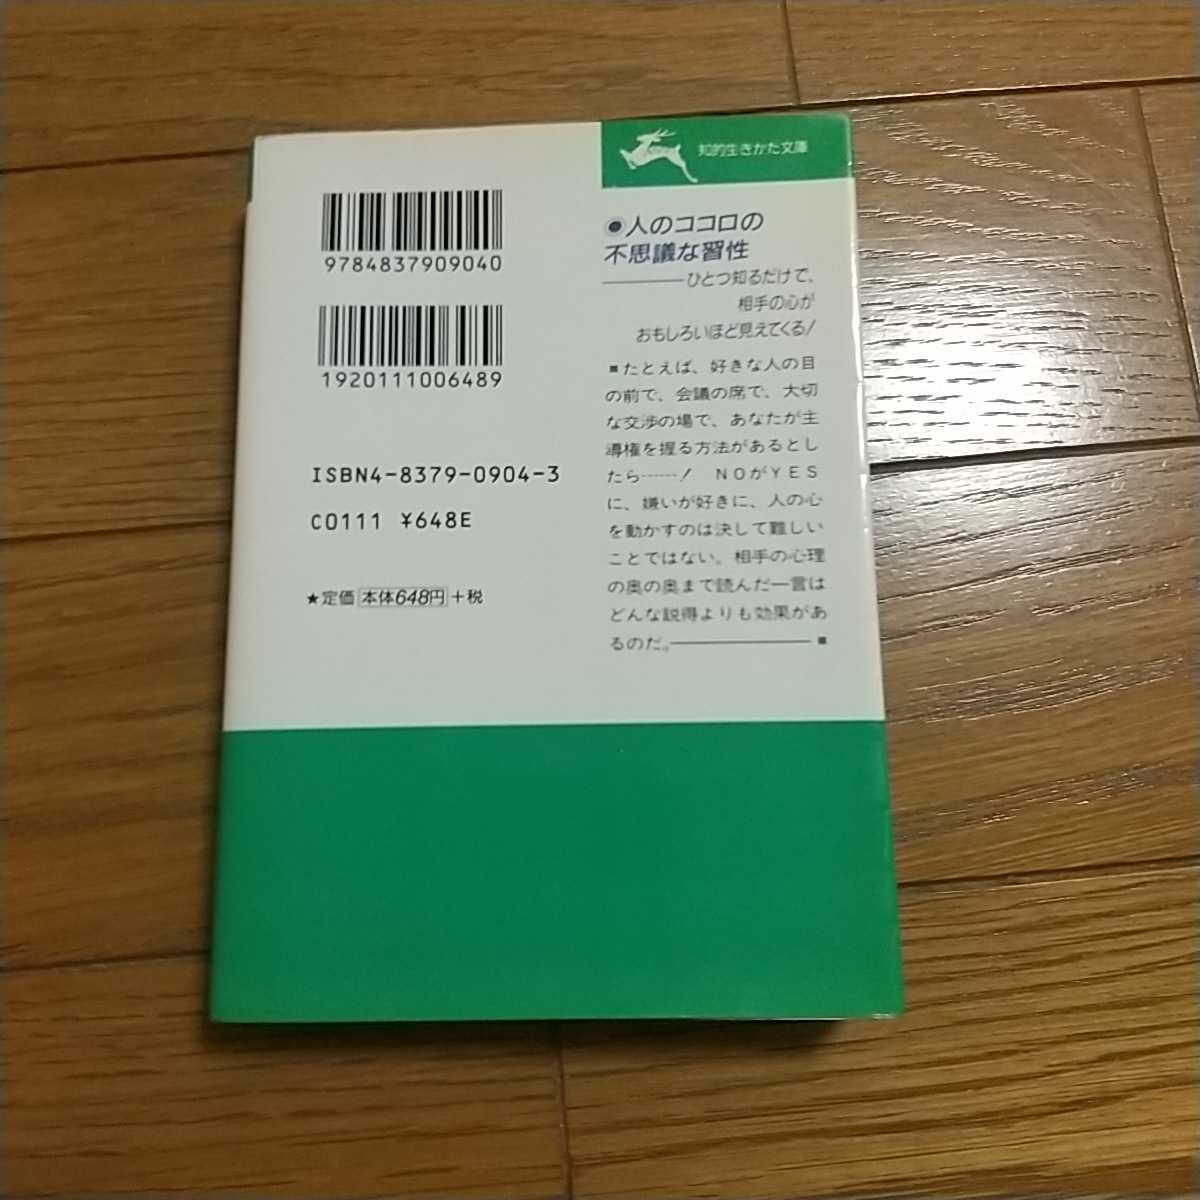 知的生きかた文庫
9784837909040
1920111006489
ISBN4-8379-0904-3
C0111 ¥648E
★定価 本体648円 +税
●人のココロの
不思議な習性
――ひとつ知るだけで、
相手の心が
おもしろいほど見えてくる!
■たとえば、好きな人の目
の前で、会議の席で、大切
な交渉の場で、あなたが主
導権を握る方法があるとし
たら……! NOがYES
に、嫌いが好きに、人の心
を動かすのは決して難しい
ことではない。相手の心理
の奥の奥まで読んだ一言は
どんな説得よりも効果があ
るのだ。――■